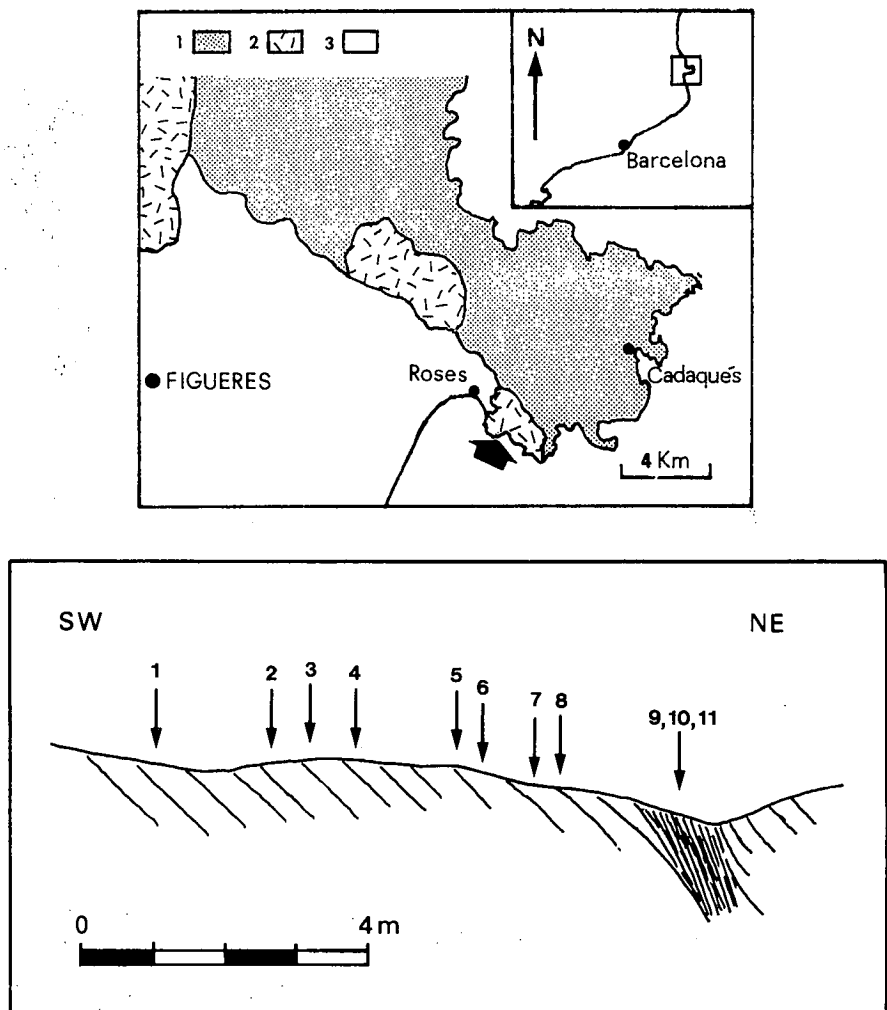 1 2 3
N
Barcelona
FIGUERES
Roses
Cadaqués
4 Km
SW NE
1 2 3 4 5 6 7 8 9,10,11
0 4 m